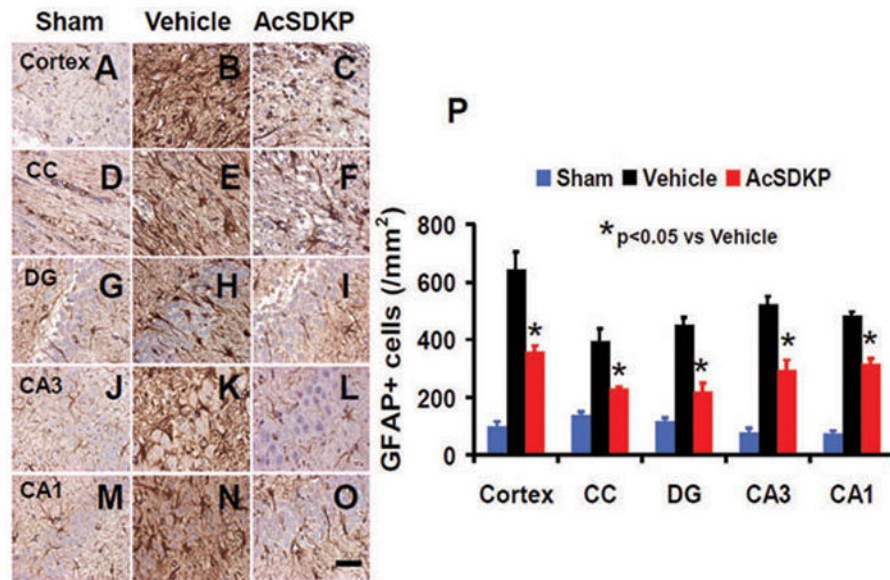 Sham Vehicle AcSDKP
Cortex A B C
CC D E F
DG G H I
CA3 J K L
CA1 M N O
P
Sham Vehicle AcSDKP
* p<0.05 vs Vehicle
GFAP+ cells (/mm²)
800
600
400
200
0
* * * * *
Cortex CC DG CA3 CA1